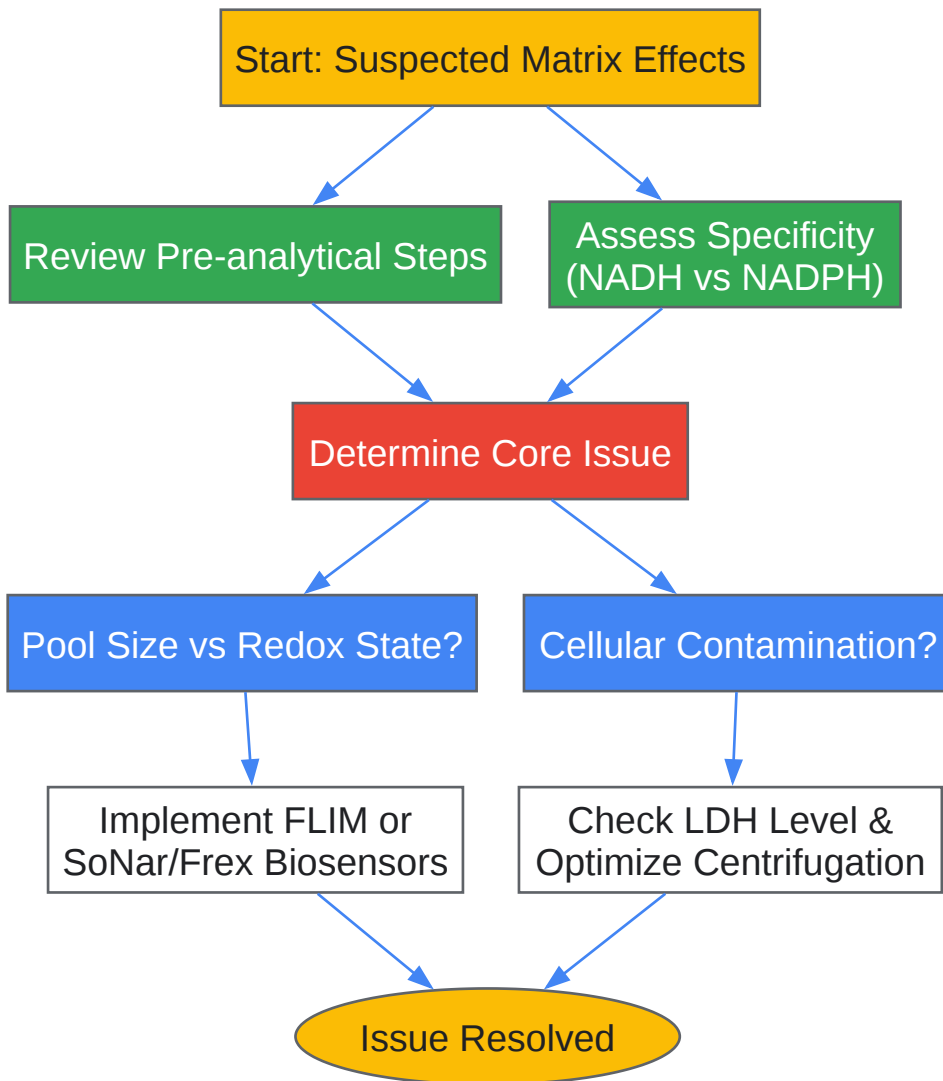 Start: Suspected Matrix Effects
Review Pre-analytical Steps
Assess Specificity
(NADH vs NADPH)
Determine Core Issue
Pool Size vs Redox State?
Cellular Contamination?
Implement FLIM or
SoNar/Frex Biosensors
Check LDH Level &
Optimize Centrifugation
Issue Resolved